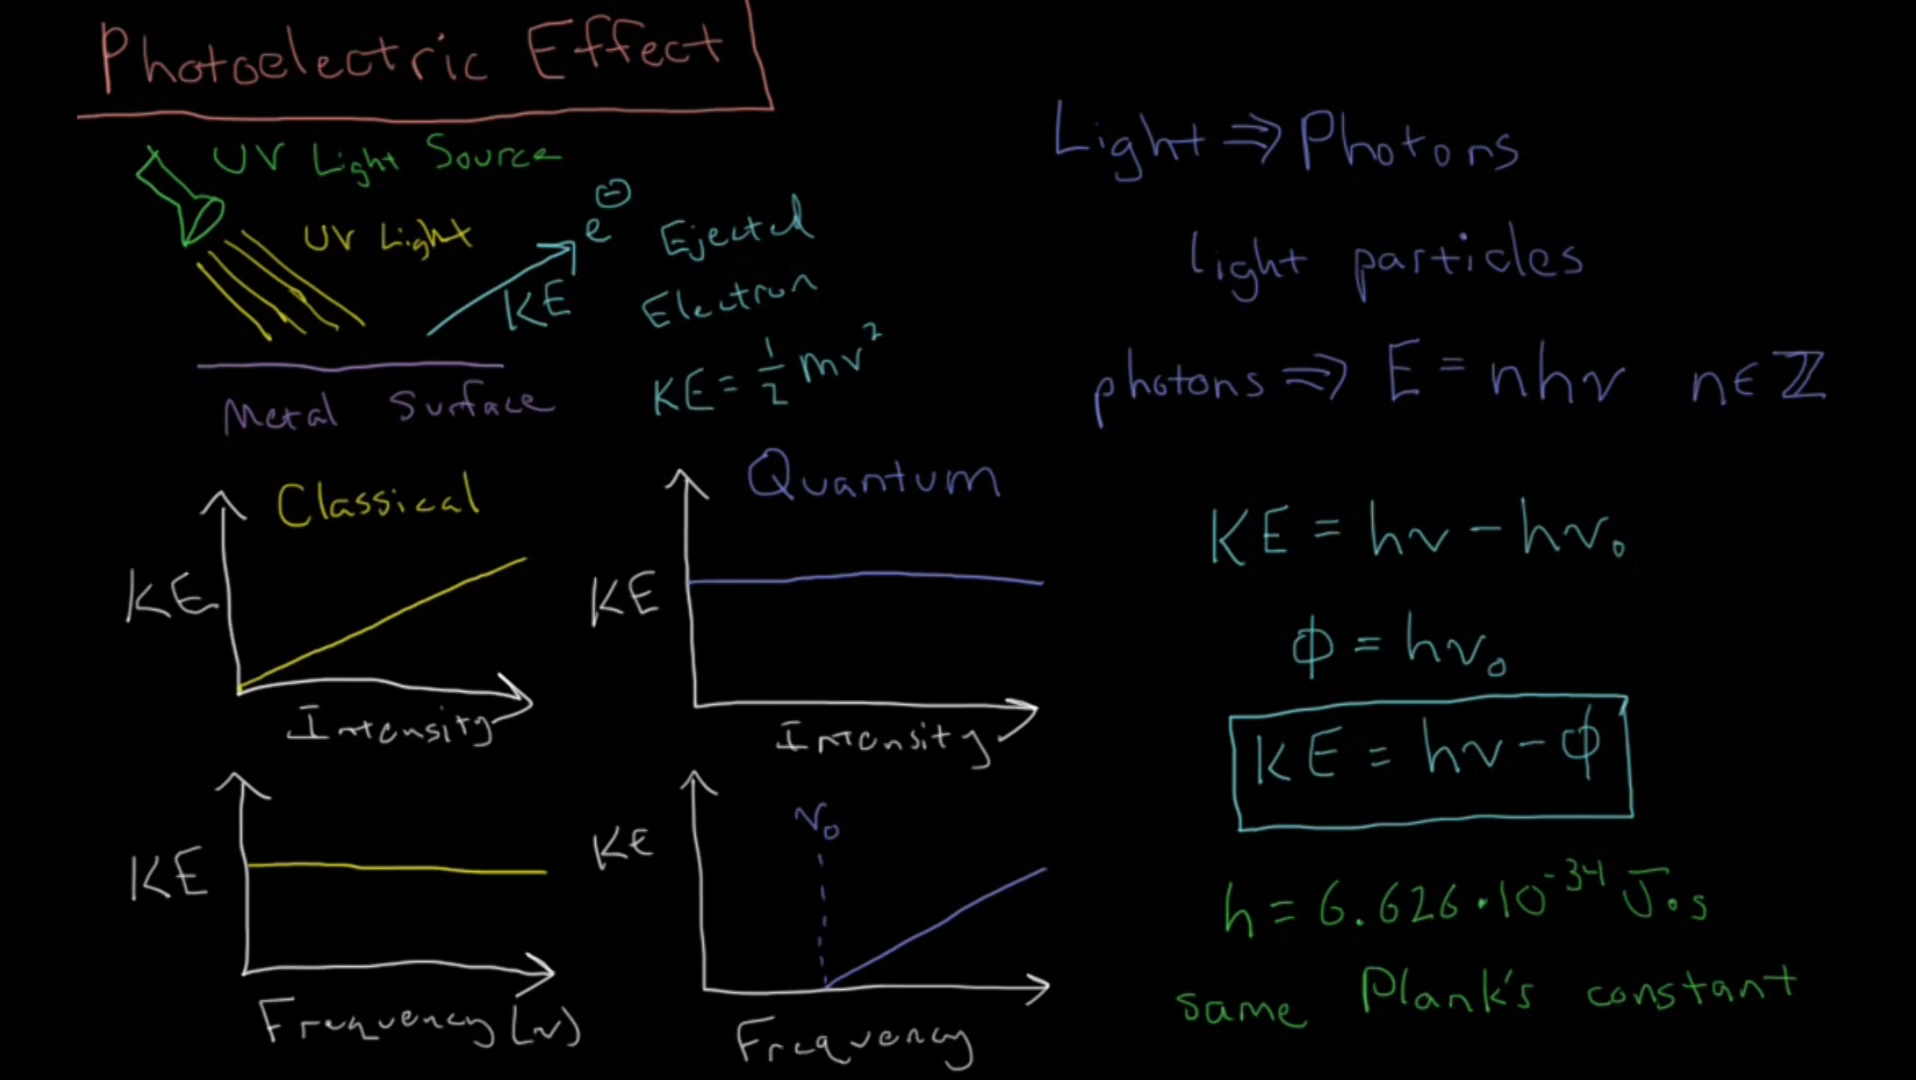 Photoelectric Effect
UV Light Source
UV Light
e⊖
Ejected
Electron
KE
KE = 1/2 mv²
Metal Surface
Classical
KE
Intensity
KE
Frequency (ν)
Quantum
KE
Intensity
KE
ν₀
Frequency
Light ⇒ Photons
Light particles
photons ⇒ E = nhν n∈ℤ
KE = hν - hν₀
ϕ = hν₀
KE = hν - ϕ
h = 6.626·10⁻³⁴ J·s
same Plank's constant